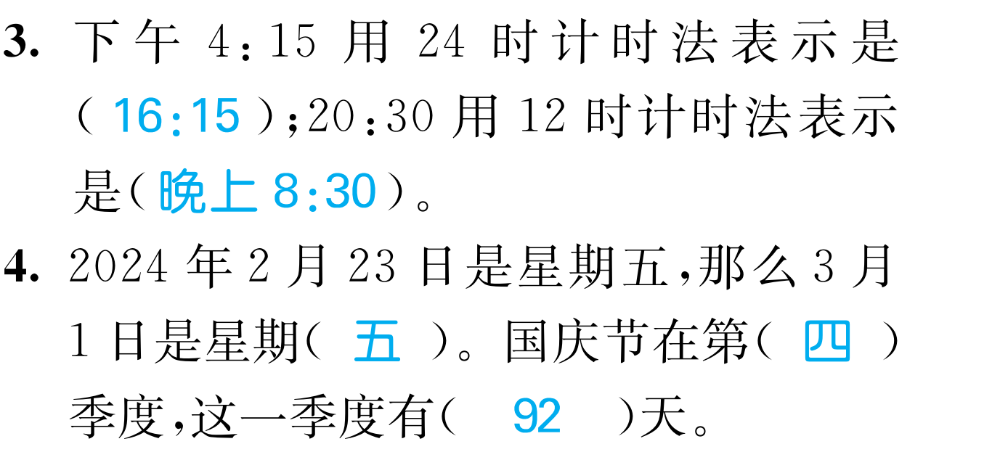 3. 下午 4:15 用 24 时计时法表示是
( 16:15 );20:30 用 12 时计时法表示
是( 晚上 8:30 )。
4. 2024 年 2 月 23 日是星期五,那么 3 月
1 日是星期( 五 )。国庆节在第( 四 )
季度,这一季度有( 92 )天。